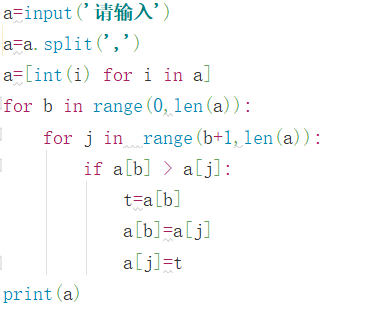 a=input('请输入')
a=a.split(',')
a=[int(i) for i in a]
for b in range(0,len(a)):
    for j in  range(b+1,len(a)):
        if a[b] > a[j]:
            t=a[b]
            a[b]=a[j]
            a[j]=t
print(a)